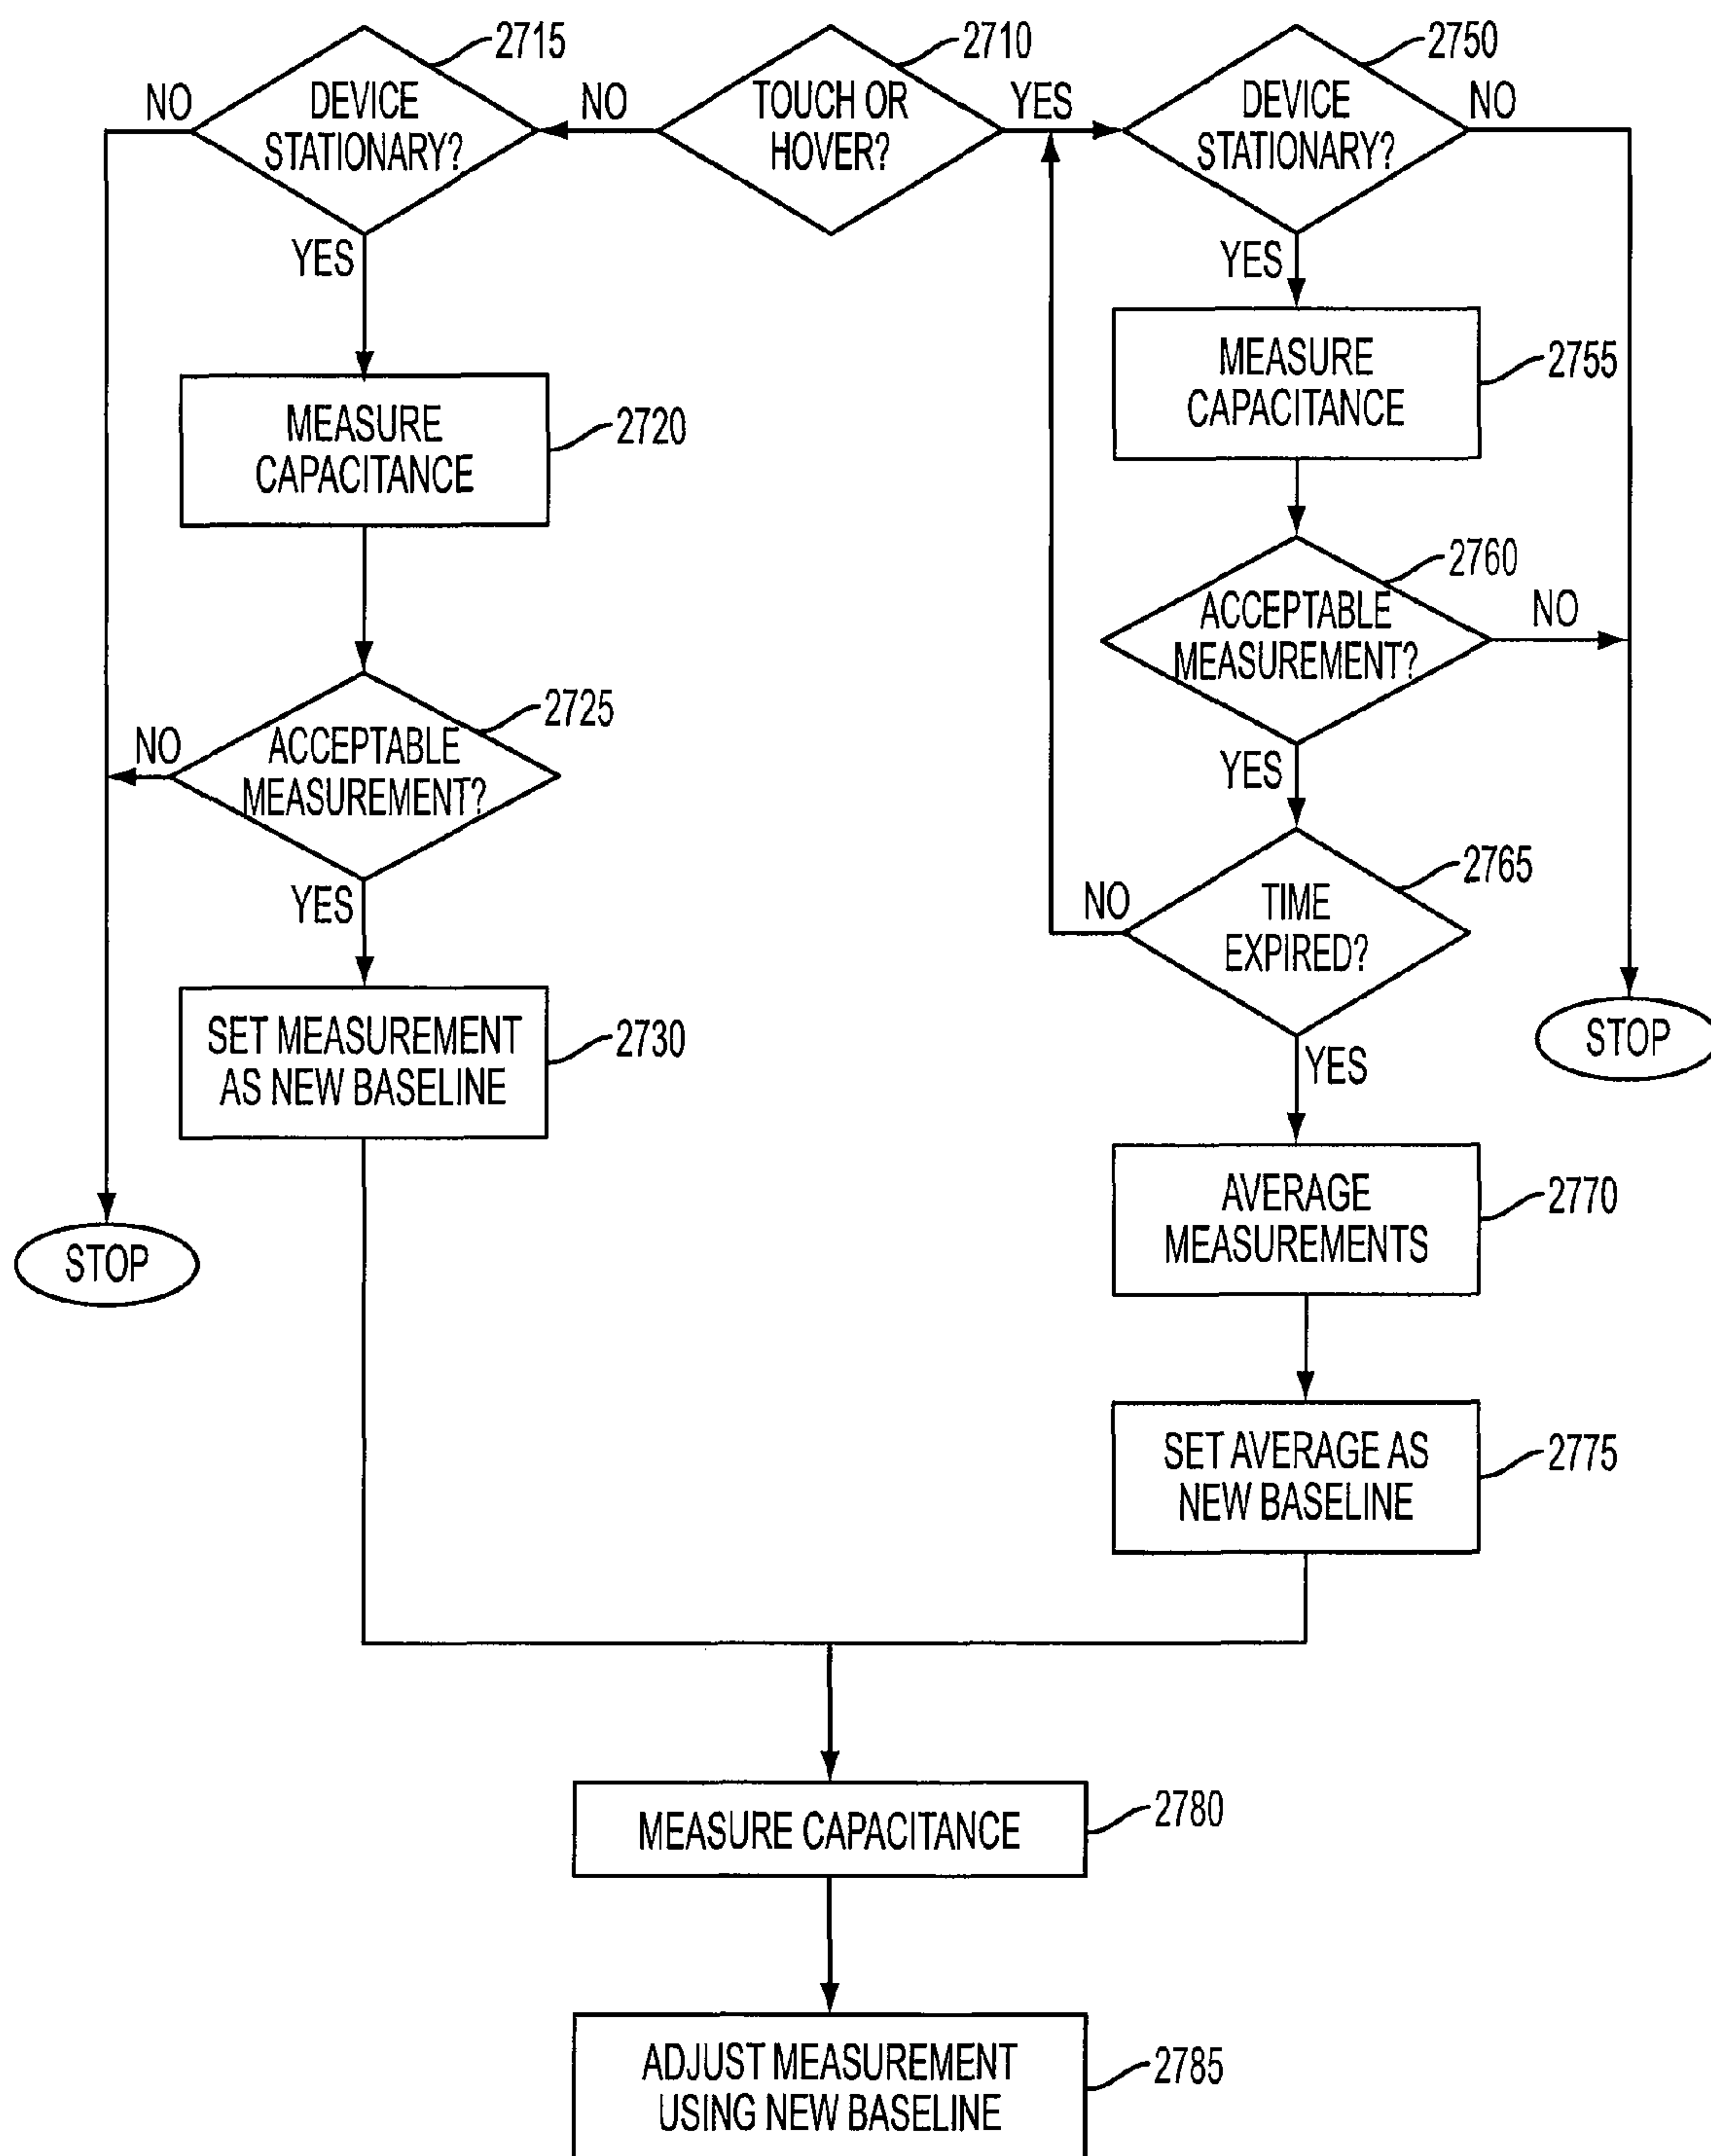 2715
2710
2750
NO
DEVICE
STATIONARY?
NO
TOUCH OR
HOVER?
YES
DEVICE
STATIONARY?
NO
YES
YES
MEASURE
CAPACITANCE
2720
MEASURE
CAPACITANCE
2755
2725
NO
ACCEPTABLE
MEASUREMENT?
2760
ACCEPTABLE
MEASUREMENT?
NO
YES
YES
2765
NO
TIME
EXPIRED?
YES
STOP
SET MEASUREMENT
AS NEW BASELINE
2730
STOP
AVERAGE
MEASUREMENTS
2770
SET AVERAGE AS
NEW BASELINE
2775
MEASURE CAPACITANCE
2780
ADJUST MEASUREMENT
USING NEW BASELINE
2785